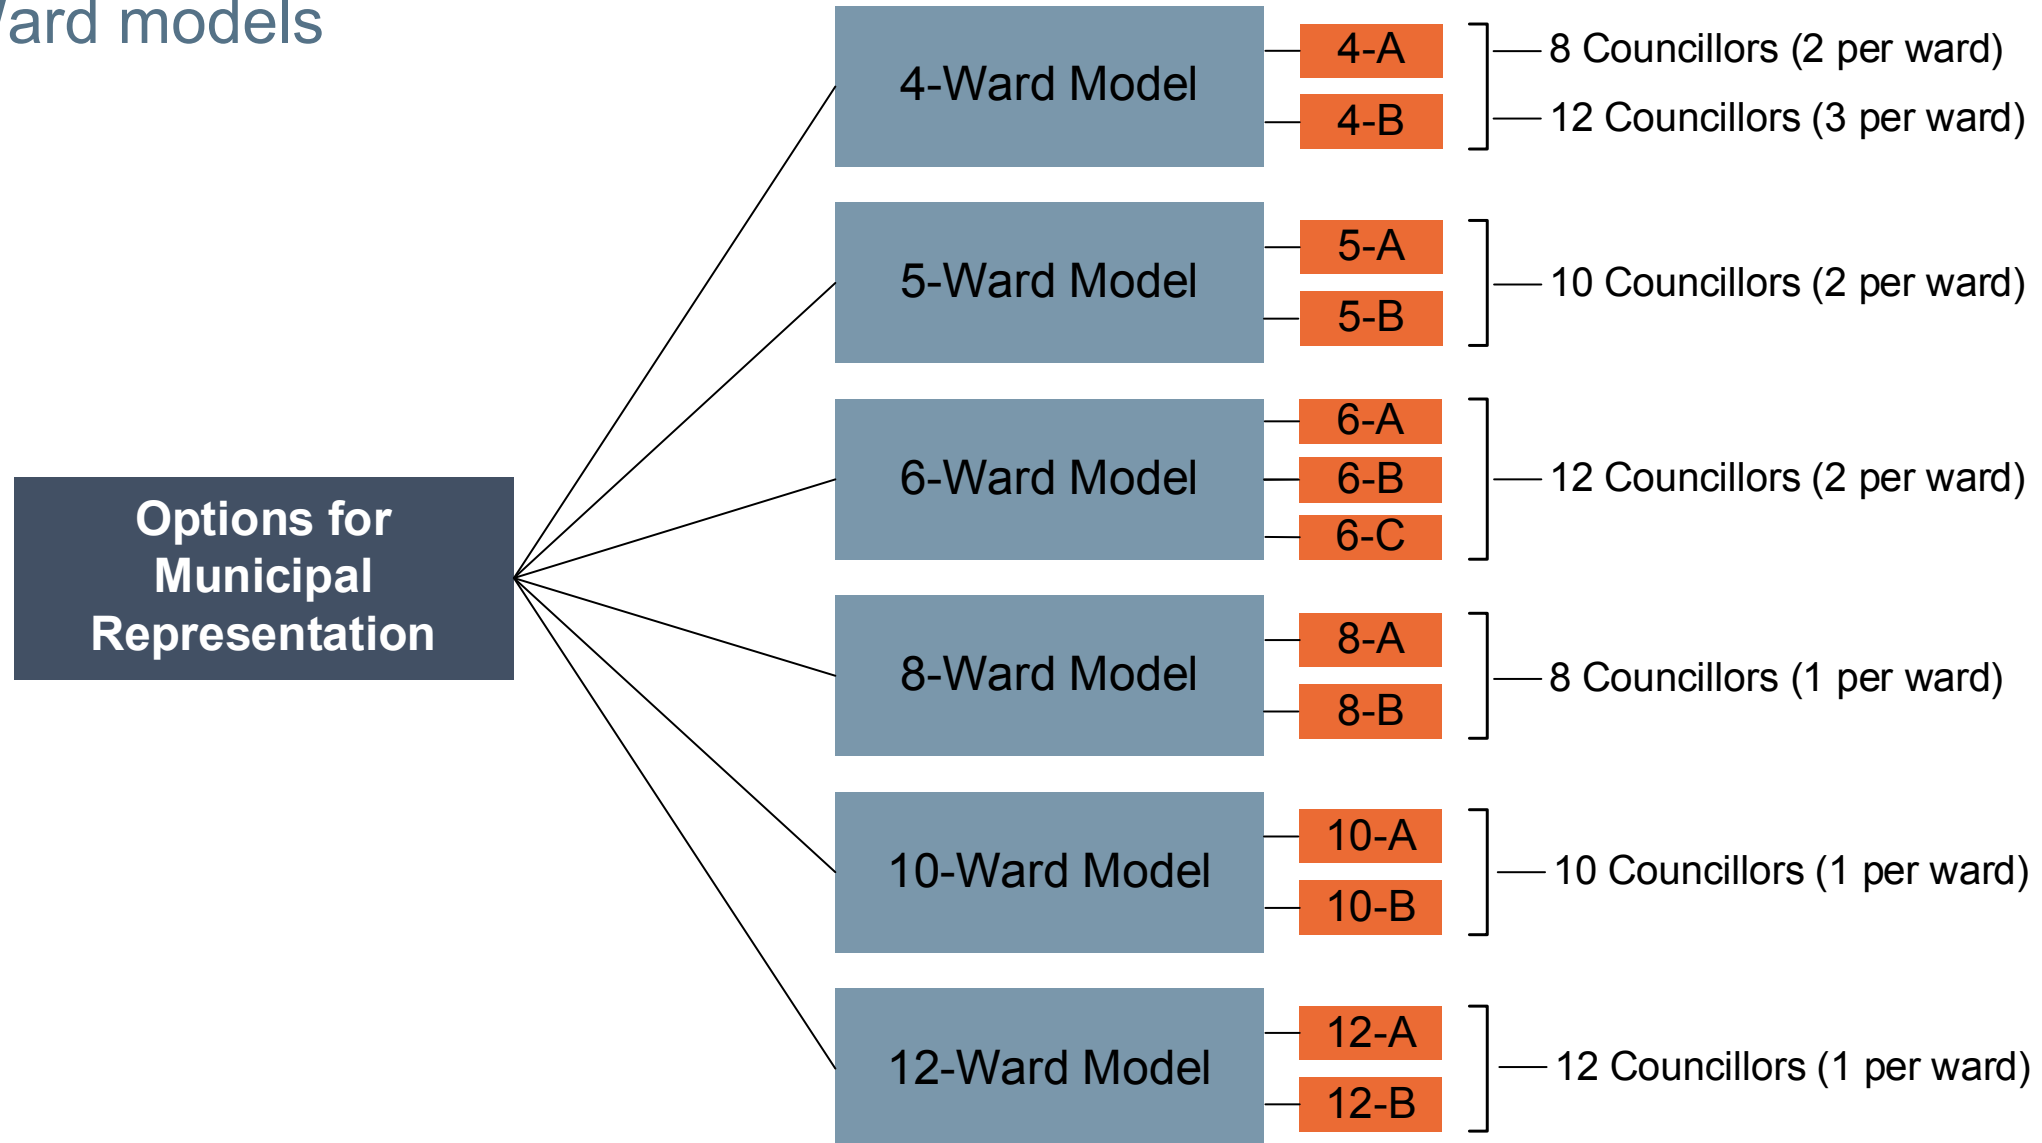 Ward models
4-Ward Model
4-A
4-B
8 Councillors (2 per ward)
12 Councillors (3 per ward)
5-Ward Model
5-A
5-B
10 Councillors (2 per ward)
6-Ward Model
6-A
6-B
6-C
12 Councillors (2 per ward)
Options for
Municipal
Representation
8-Ward Model
8-A
8-B
8 Councillors (1 per ward)
10-Ward Model
10-A
10-B
10 Councillors (1 per ward)
12-Ward Model
12-A
12-B
12 Councillors (1 per ward)